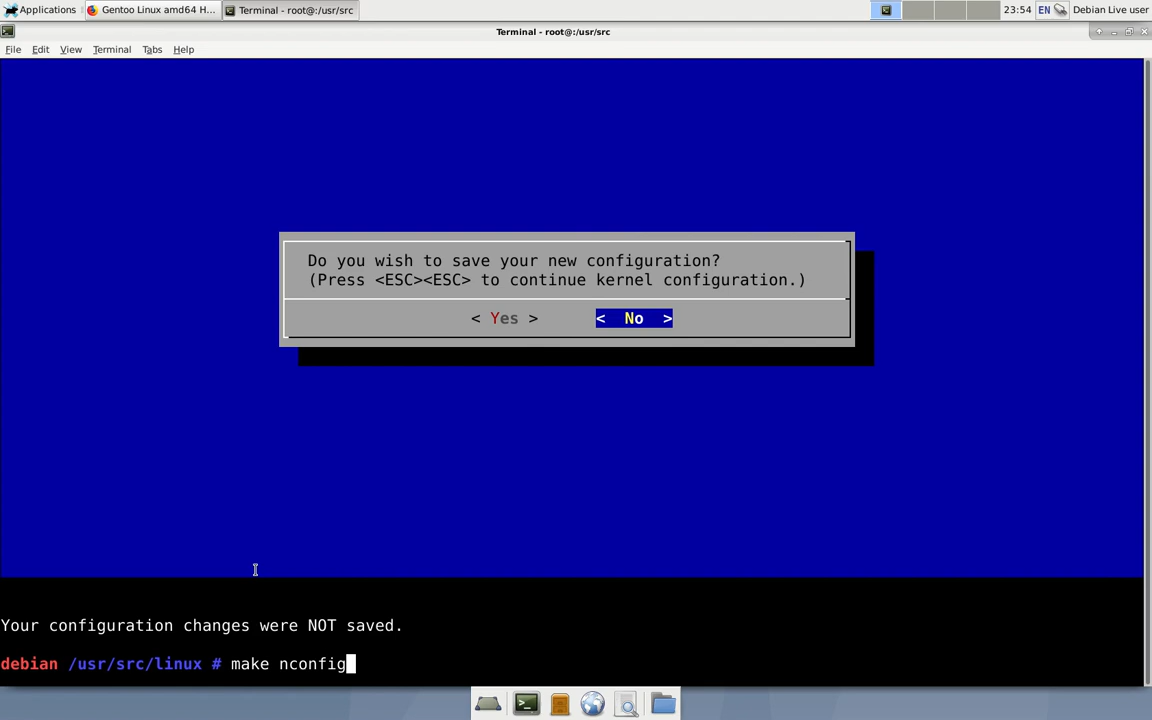 Applications
Gentoo Linux amd64 H...
Terminal - root@:/usr/src
23:54
EN
Debian Live user
Terminal - root@:/usr/src
File Edit View Terminal Tabs Help
Do you wish to save your new configuration?
(Press <ESC><ESC> to continue kernel configuration.)
< Yes > < No >
Your configuration changes were NOT saved.
debian /usr/src/linux # make nconfig